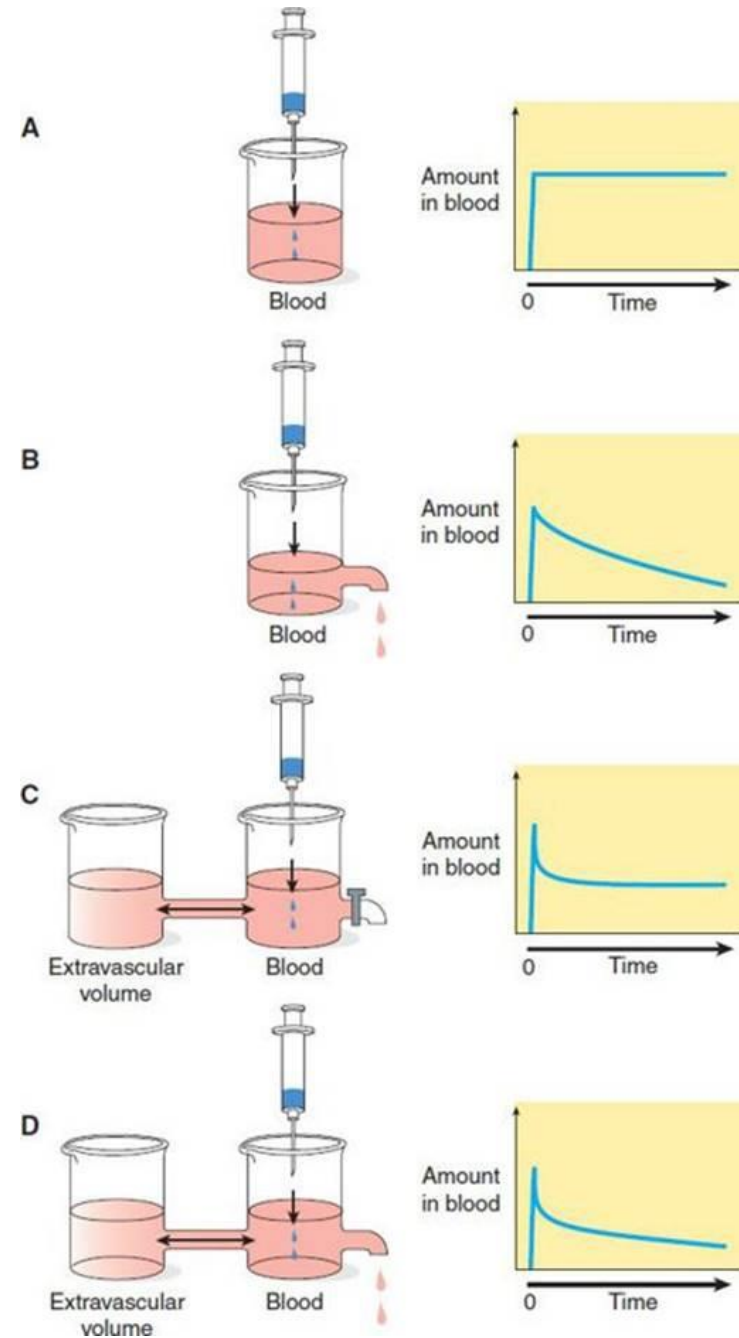 A
Amount
in blood
Blood
0
Time
B
Amount
in blood
Blood
0
Time
C
Amount
in blood
Extravascular
volume
Blood
0
Time
D
Amount
in blood
Extravascular
volume
Blood
0
Time